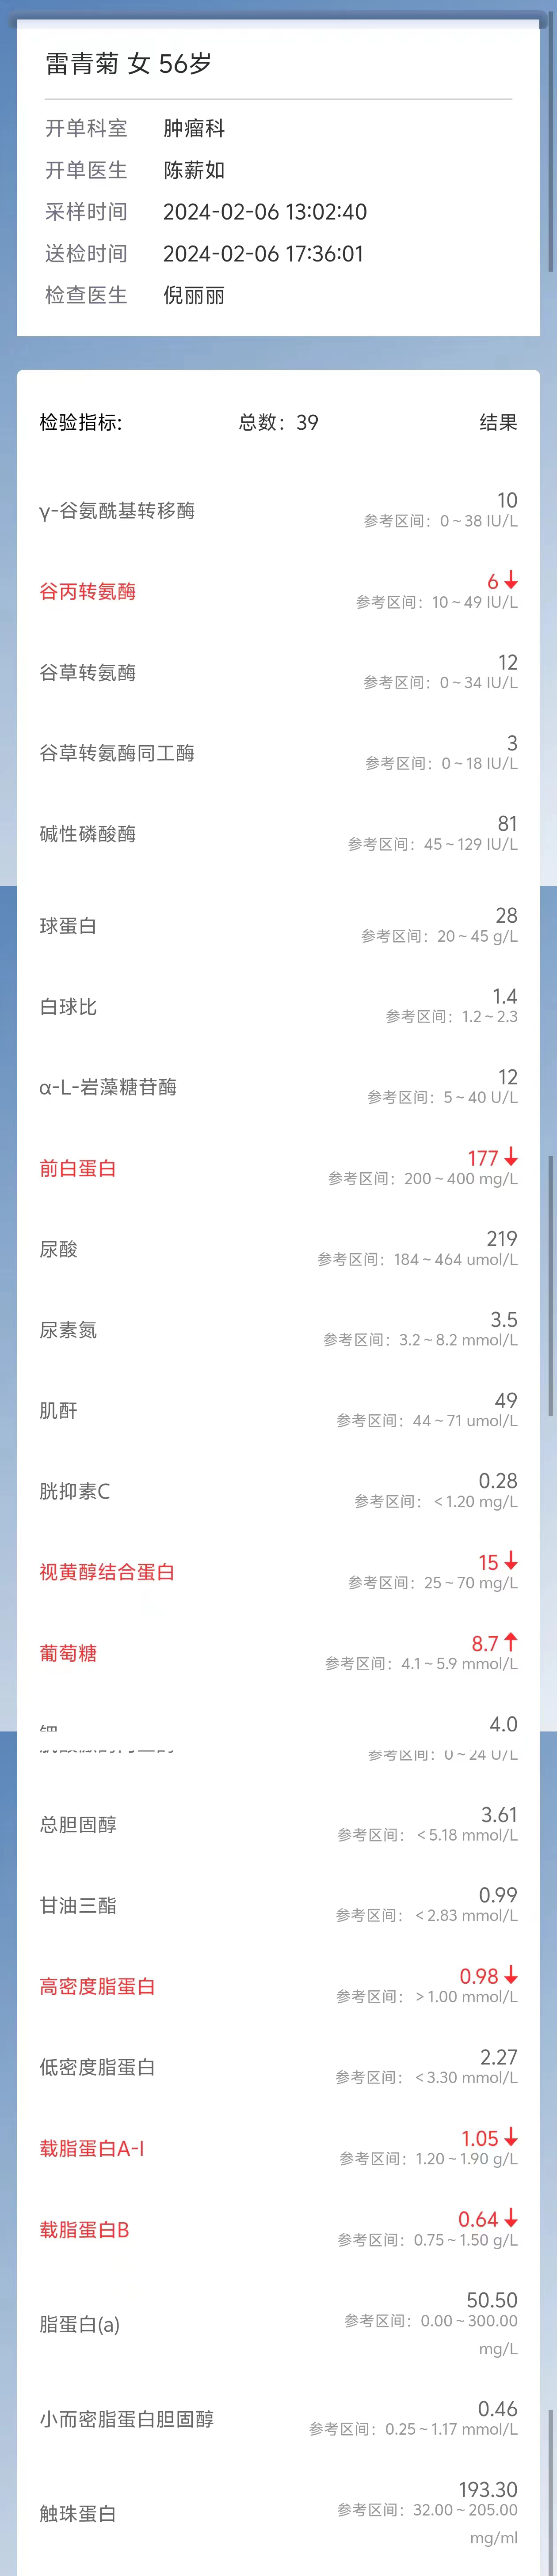 雷青菊 女 56岁
开单科室 肿瘤科
开单医生 陈薪如
采样时间 2024-02-06 13:02:40
送检时间 2024-02-06 17:36:01
检查医生 倪丽丽
检验指标: 总数：39 结果
γ-谷氨酰基转移酶 10
参考区间：0～38 IU/L
谷丙转氨酶 6↓
参考区间：10～49 IU/L
谷草转氨酶 12
参考区间：0～34 IU/L
谷草转氨酶同工酶 3
参考区间：0～18 IU/L
碱性磷酸酶 81
参考区间：45～129 IU/L
球蛋白 28
参考区间：20～45 g/L
白球比 1.4
参考区间：1.2～2.3
α-L-岩藻糖苷酶 12
参考区间：5～40 U/L
前白蛋白 177↓
参考区间：200～400 mg/L
尿酸 219
参考区间：184～464 umol/L
尿素氮 3.5
参考区间：3.2～8.2 mmol/L
肌酐 49
参考区间：44～71 umol/L
胱抑素C 0.28
参考区间：＜1.20 mg/L
视黄醇结合蛋白 15↓
参考区间：25～70 mg/L
葡萄糖 8.7↑
参考区间：4.1～5.9 mmol/L
4.0
参考区间：0～24 U/L
总胆固醇 3.61
参考区间：＜5.18 mmol/L
甘油三酯 0.99
参考区间：＜2.83 mmol/L
高密度脂蛋白 0.98↓
参考区间：＞1.00 mmol/L
低密度脂蛋白 2.27
参考区间：＜3.30 mmol/L
载脂蛋白A-I 1.05↓
参考区间：1.20～1.90 g/L
载脂蛋白B 0.64↓
参考区间：0.75～1.50 g/L
脂蛋白(a) 50.50
参考区间：0.00～300.00
mg/L
小而密脂蛋白胆固醇 0.46
参考区间：0.25～1.17 mmol/L
触珠蛋白 193.30
参考区间：32.00～205.00
mg/ml